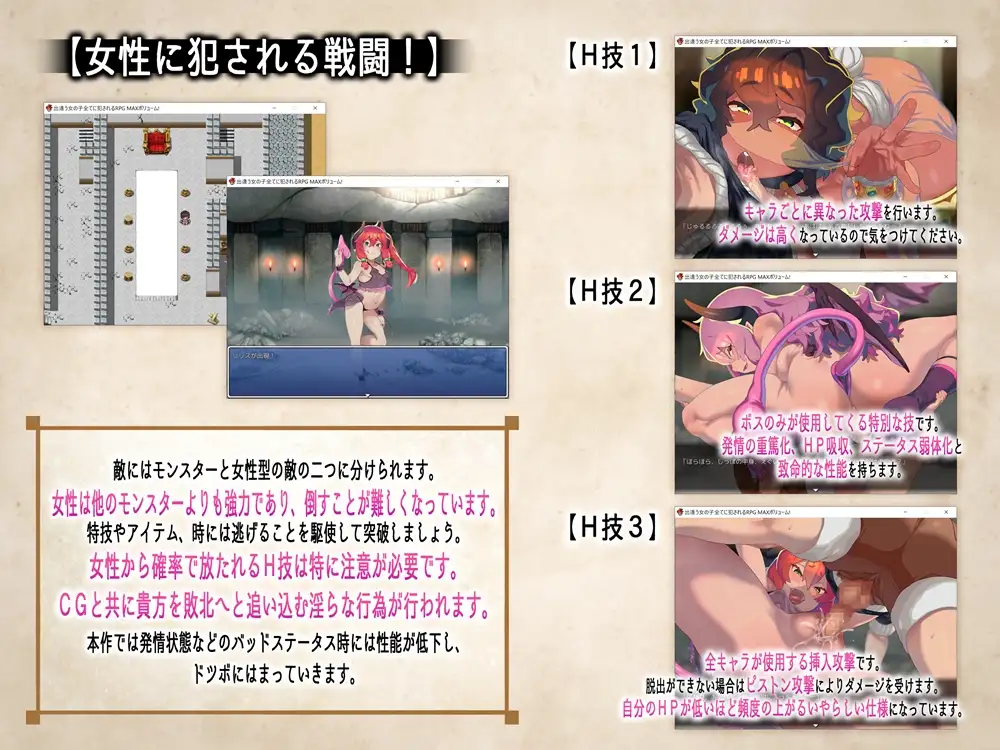 【女性に犯される戦闘！】
出逢う女の子全てに犯されるRPG MAXボリューム!
出逢う女の子全てに犯されるRPG MAXボリューム!
敵にはモンスターと女性型の敵の二つに分けられます。
女性は他のモンスターよりも強力であり、倒すことが難しくなっています。
特技やアイテム、時には逃げることを駆使して突破しましょう。
女性から確率で放たれるＨ技は特に注意が必要です。
ＣＧと共に貴方を敗北へと追い込む淫らな行為が行われます。
本作では発情状態などのバッドステータス時には性能が低下し、
ドツボにはまっていきます。
【Ｈ技１】
出逢う女の子全てに犯されるRPG MAXボリューム!
キャラごとに異なった攻撃を行います。
ダメージは高くなっているので気をつけてください。
【Ｈ技２】
出逢う女の子全てに犯されるRPG MAXボリューム!
ボスのみが使用してくる特別な技です。
発情の重篤化、ＨＰ吸収、ステータス弱体化と
致命的な性能を持ちます。
【Ｈ技３】
出逢う女の子全てに犯されるRPG MAXボリューム!
全キャラが使用する挿入攻撃です。
脱出ができない場合はピストン攻撃によりダメージを受けます。
自分のＨＰが低いほど頻度の上がるいやらしい仕様になっています。